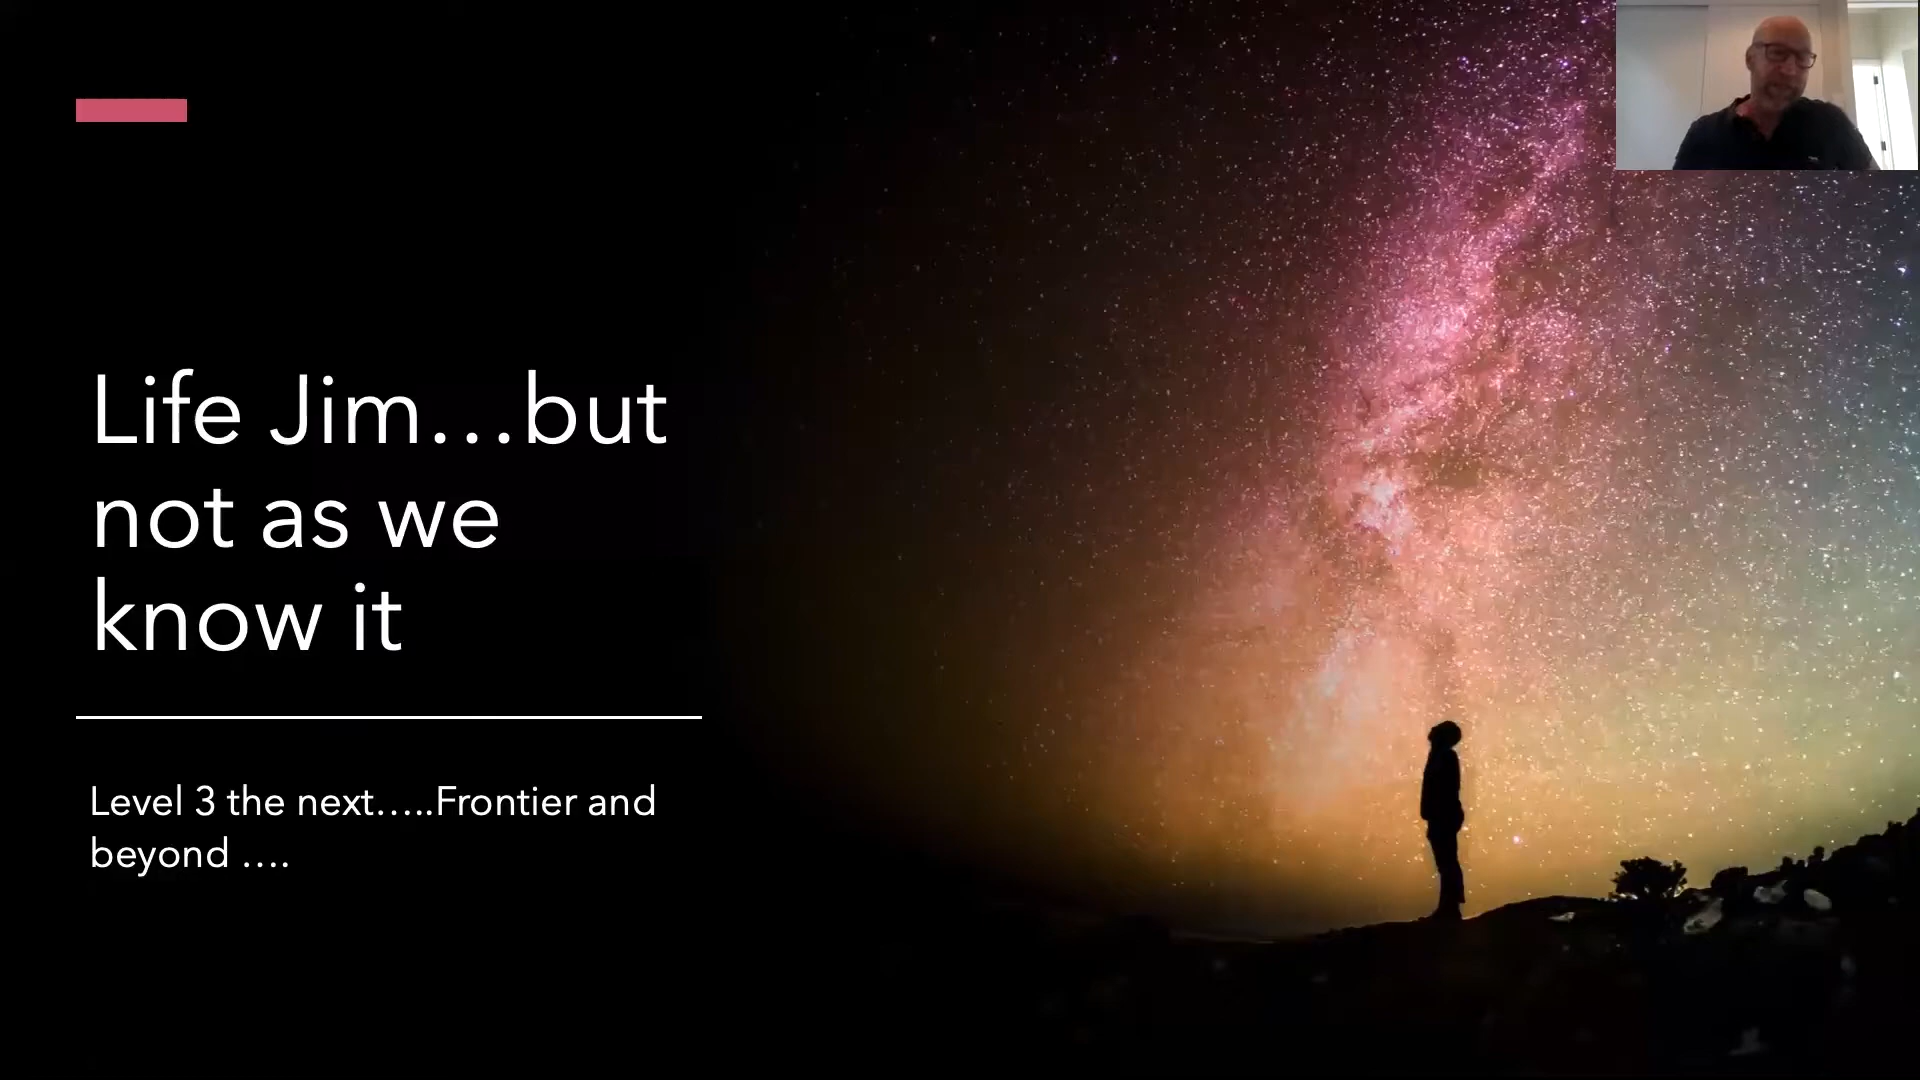 Life Jim...but
not as we
know it
Level 3 the next.....Frontier and
beyond ....